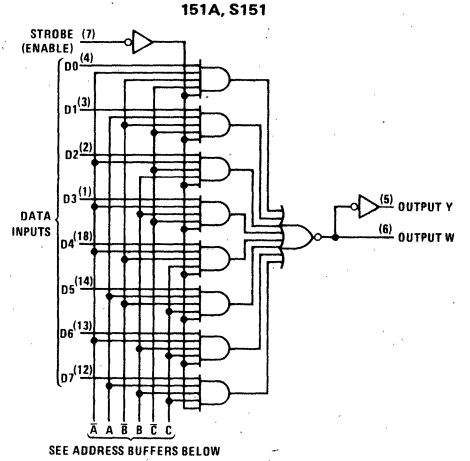 151A, S151
STROBE (7)
(ENABLE)
D0 (4)
D1 (3)
D2 (2)
D3 (1)
DATA
INPUTS
D4 (18)
D5 (14)
D6 (13)
D7 (12)
(5) OUTPUT Y
(6) OUTPUT W
A A B B C C
SEE ADDRESS BUFFERS BELOW